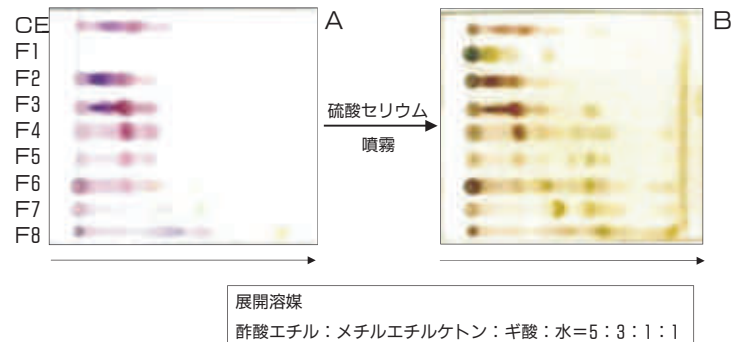 CE
F1
F2
F3
F4
F5
F6
F7
F8
A
硫酸セリウム
噴霧
B
展開溶媒
酢酸エチル：メチルエチルケトン：ギ酸：水＝5：3：1：1